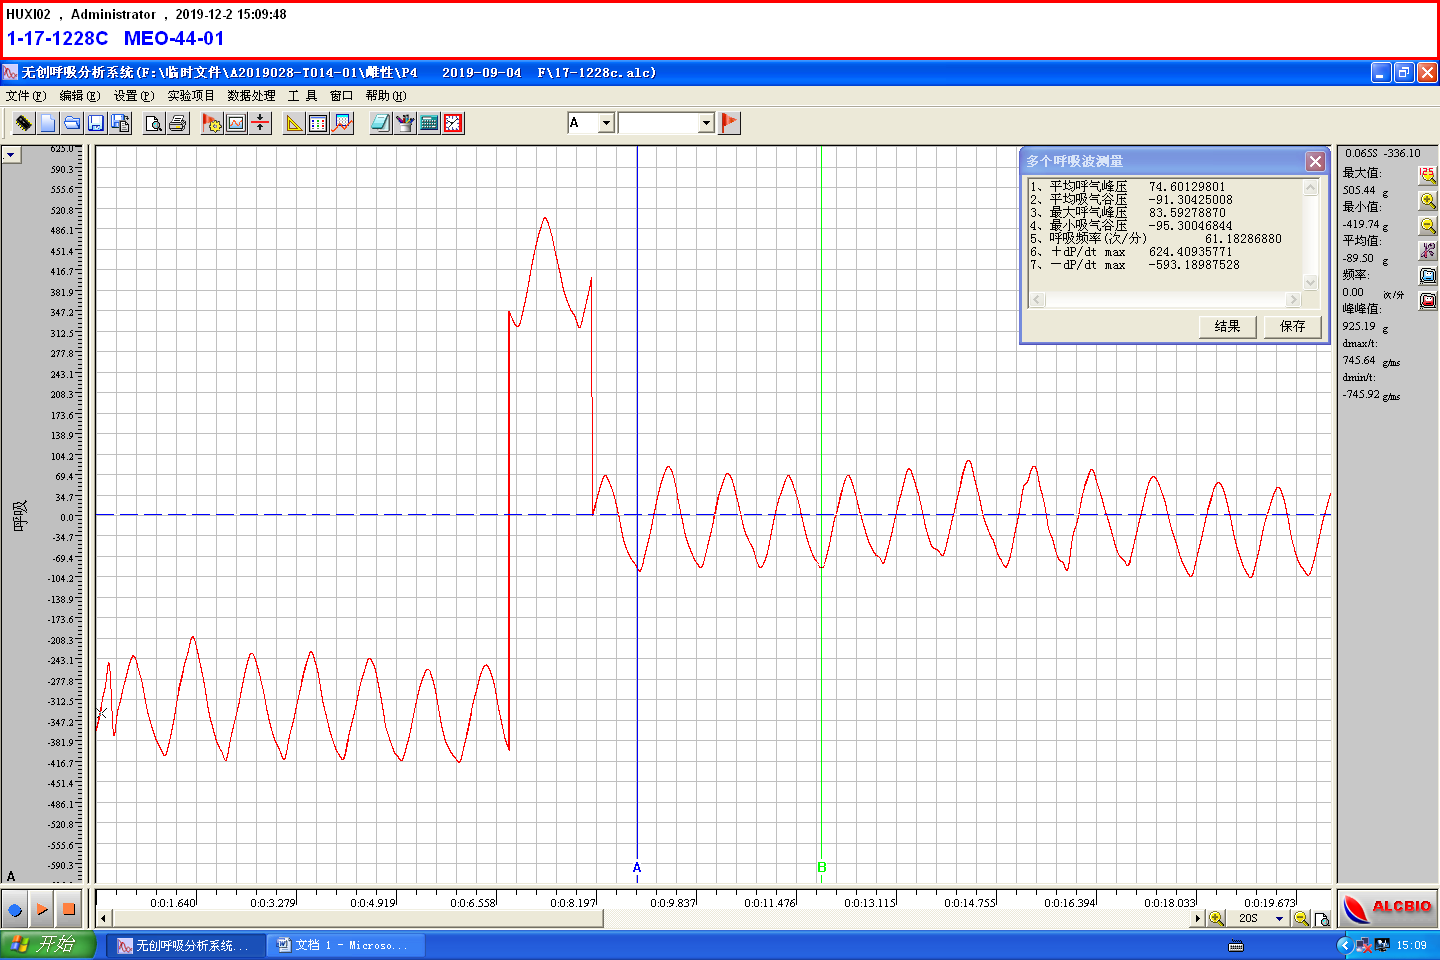 HUXI02 , Administrator , 2019-12-2 15:09:48
1-17-1228C MEO-44-01
无创呼吸分析系统(F:\临时文件\A2019028-T014-01\雌性\P4 2019-09-04 F\17-1228c.alc)
文件(F) 编辑(E) 设置(P) 实验项目 数据处理 工 具 窗口 帮助(H)
A
625.0
590.3
555.6
520.8
486.1
451.4
416.7
381.9
347.2
312.5
277.8
243.1
208.3
173.6
138.9
104.2
69.4
34.7
0.0
-34.7
-69.4
-104.2
-138.9
-173.6
-208.3
-243.1
-277.8
-312.5
-347.2
-381.9
-416.7
-451.4
-486.1
-520.8
-555.6
-590.3
呼吸
A
多个呼吸波测量
1、平均呼气峰压 74.60129801
2、平均吸气谷压 -91.30425008
3、最大呼气峰压 83.59278870
4、最小吸气谷压 -95.30046844
5、呼吸频率(次/分) 61.18286880
6、+dP/dt max 624.40935771
7、-dP/dt max -593.18987528
结果 保存
0.065S -336.10
最大值:
505.44 g
最小值:
-419.74 g
平均值:
-89.50 g
频率:
0.00 次/分
峰峰值:
925.19 g
dmax/t:
745.64 g/ms
dmin/t:
-745.92 g/ms
125
A B
0:0:1.640 0:0:3.279 0:0:4.919 0:0:6.558 0:0:8.197 0:0:9.837 0:0:11.476 0:0:13.115 0:0:14.755 0:0:16.394 0:0:18.033 0:0:19.673
20S
ALCBIO
开始 无创呼吸分析系统... 文档 1 - Microso... 15:09